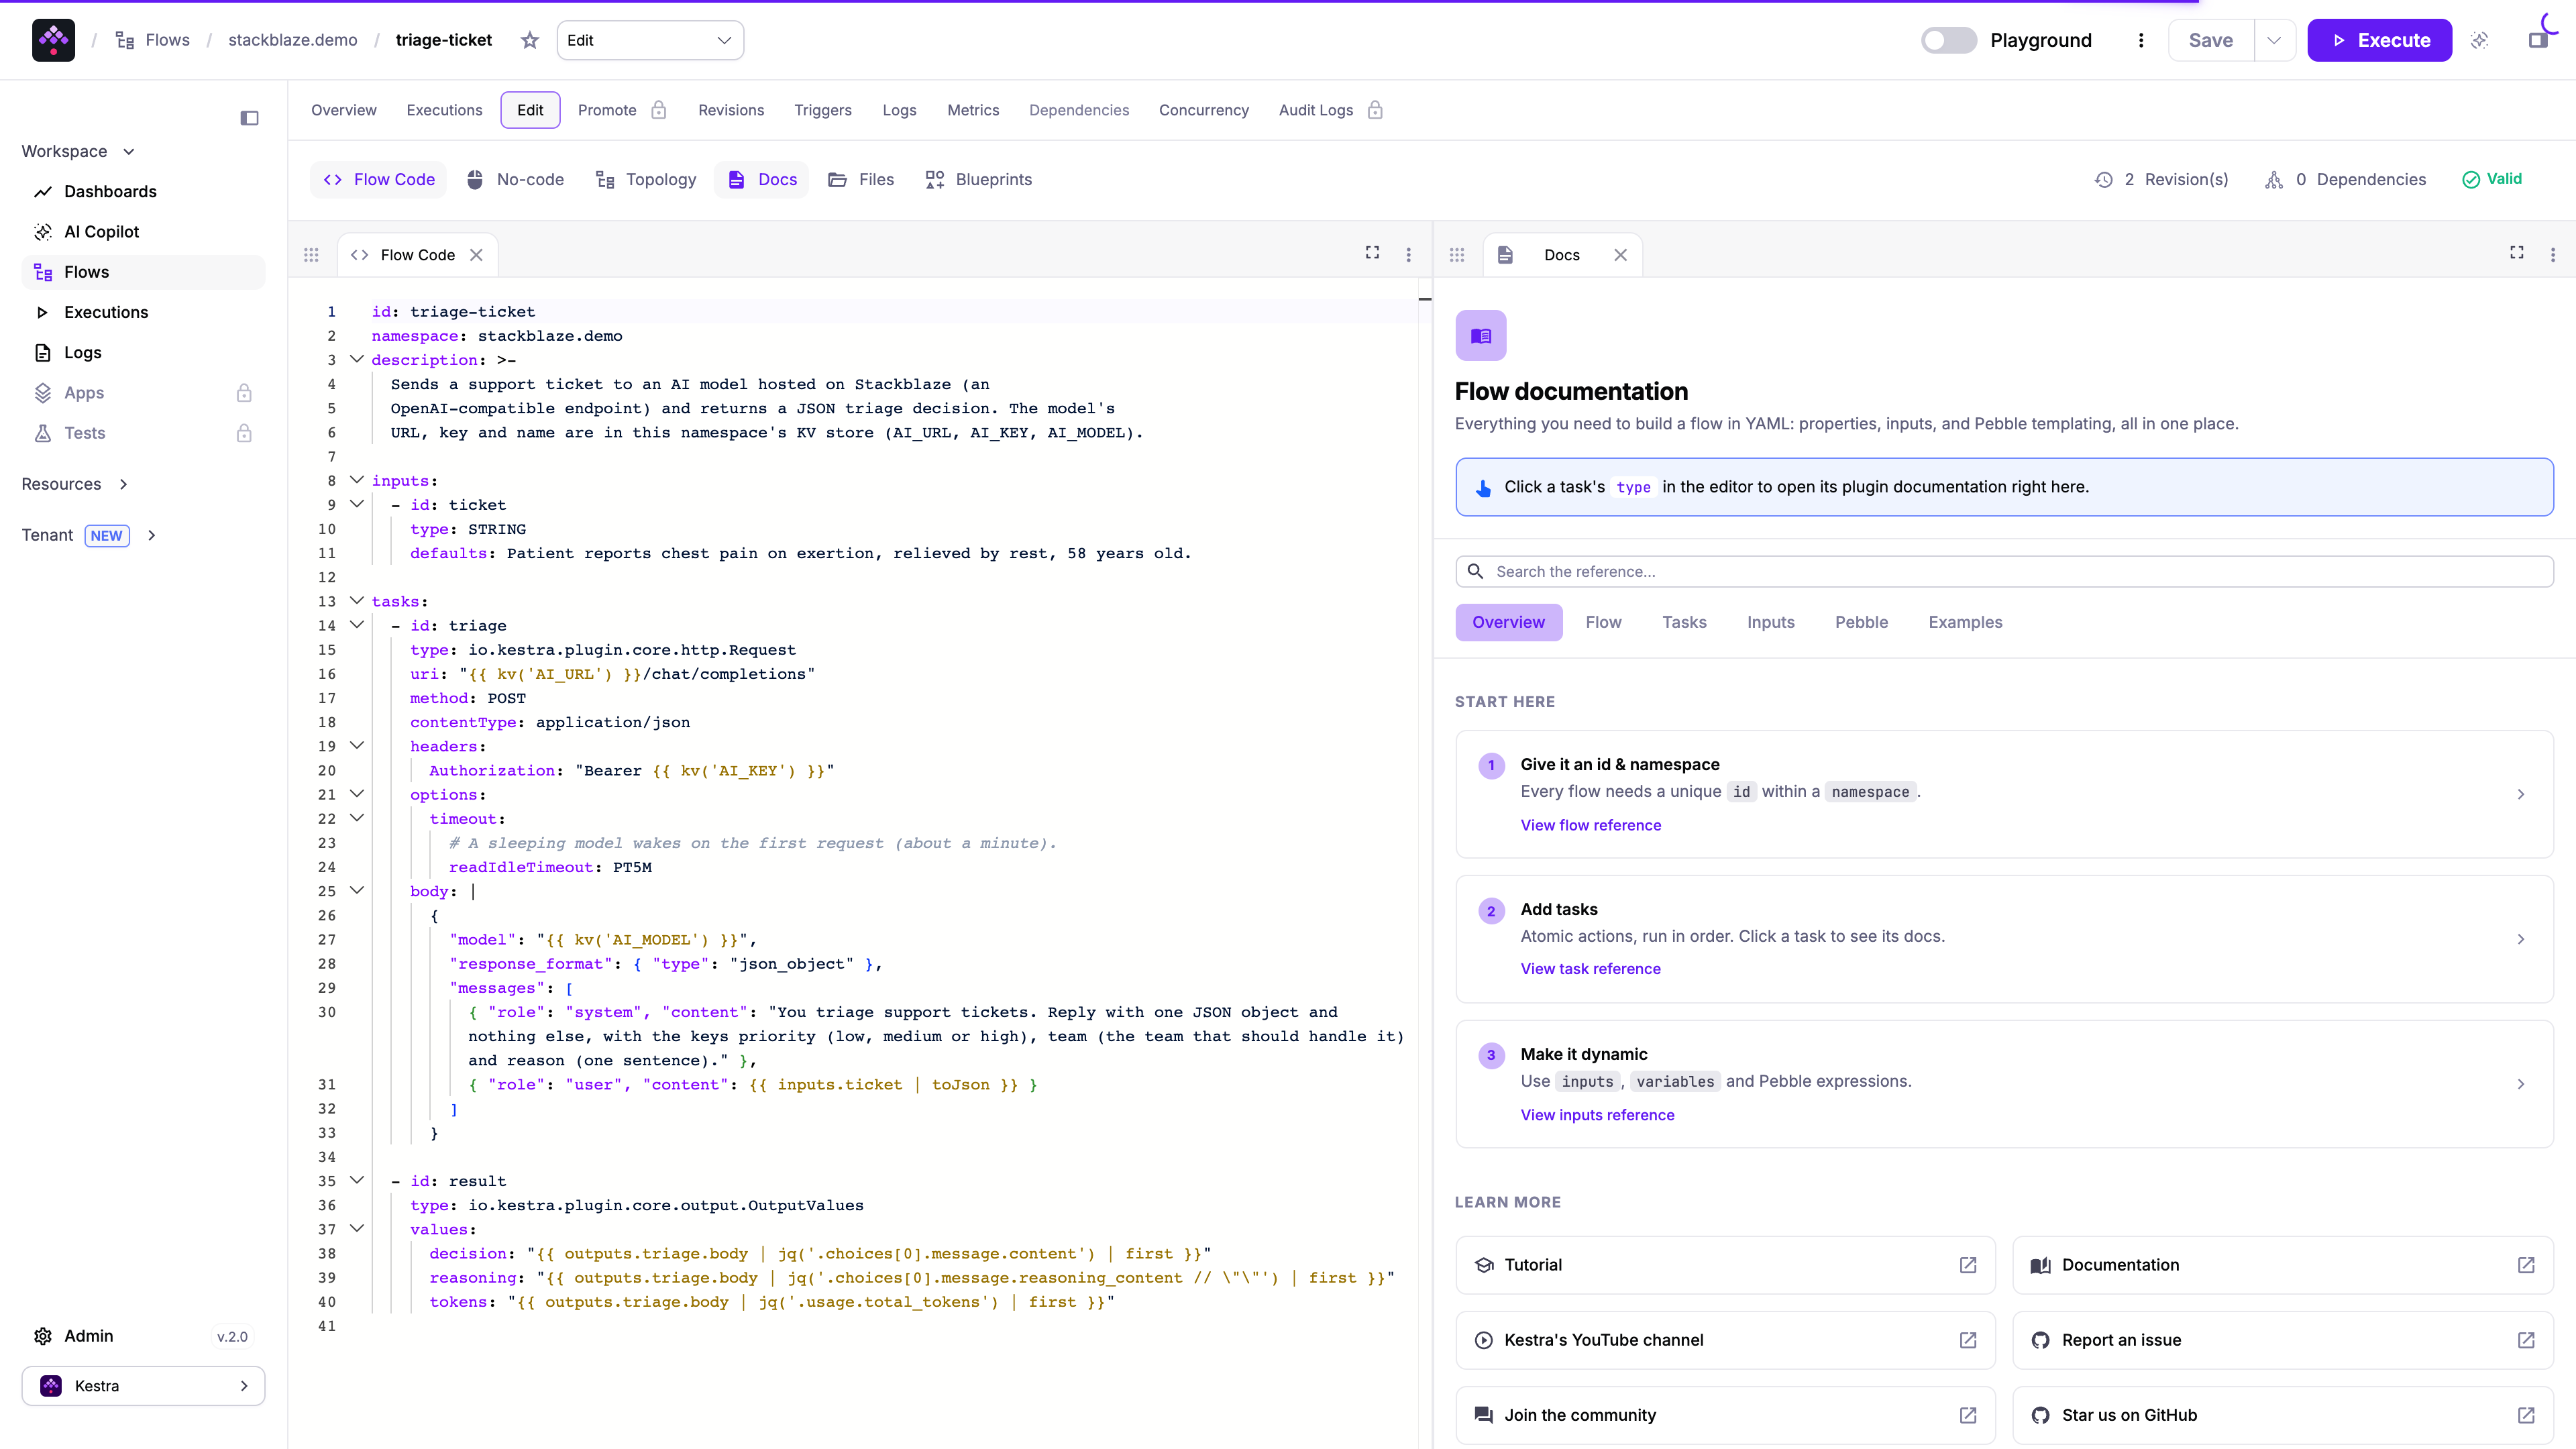 / Flows / stackblaze.demo / triage-ticket Edit
Playground Save Execute
Workspace
Dashboards
AI Copilot
Flows
Executions
Logs
Apps
Tests
Resources
Tenant NEW
Admin v.2.0
Kestra
Overview Executions Edit Promote Revisions Triggers Logs Metrics Dependencies Concurrency Audit Logs
Flow Code No-code Topology Docs Files Blueprints
2 Revision(s) 0 Dependencies Valid
Flow Code
1 id: triage-ticket
2 namespace: stackblaze.demo
3 description: >-
4 Sends a support ticket to an AI model hosted on Stackblaze (an
5 OpenAI-compatible endpoint) and returns a JSON triage decision. The model's
6 URL, key and name are in this namespace's KV store (AI_URL, AI_KEY, AI_MODEL).
7
8 inputs:
9 - id: ticket
10 type: STRING
11 defaults: Patient reports chest pain on exertion, relieved by rest, 58 years old.
12
13 tasks:
14 - id: triage
15 type: io.kestra.plugin.core.http.Request
16 uri: "{{ kv('AI_URL') }}/chat/completions"
17 method: POST
18 contentType: application/json
19 headers:
20 Authorization: "Bearer {{ kv('AI_KEY') }}"
21 options:
22 timeout:
23 # A sleeping model wakes on the first request (about a minute).
24 readIdleTimeout: PT5M
25 body: |
26 {
27 "model": "{{ kv('AI_MODEL') }}",
28 "response_format": { "type": "json_object" },
29 "messages": [
30 { "role": "system", "content": "You triage support tickets. Reply with one JSON object and
nothing else, with the keys priority (low, medium or high), team (the team that should handle it)
and reason (one sentence)." },
31 { "role": "user", "content": {{ inputs.ticket | toJson }} }
32 ]
33 }
34
35 - id: result
36 type: io.kestra.plugin.core.output.OutputValues
37 values:
38 decision: "{{ outputs.triage.body | jq('.choices[0].message.content') | first }}"
39 reasoning: "{{ outputs.triage.body | jq('.choices[0].message.reasoning_content // \"\"') | first }}"
40 tokens: "{{ outputs.triage.body | jq('.usage.total_tokens') | first }}"
41
Docs
Flow documentation
Everything you need to build a flow in YAML: properties, inputs, and Pebble templating, all in one place.
Click a task's type in the editor to open its plugin documentation right here.
Search the reference...
Overview Flow Tasks Inputs Pebble Examples
START HERE
1 Give it an id & namespace
Every flow needs a unique id within a namespace.
View flow reference
2 Add tasks
Atomic actions, run in order. Click a task to see its docs.
View task reference
3 Make it dynamic
Use inputs, variables and Pebble expressions.
View inputs reference
LEARN MORE
Tutorial Documentation
Kestra's YouTube channel Report an issue
Join the community Star us on GitHub